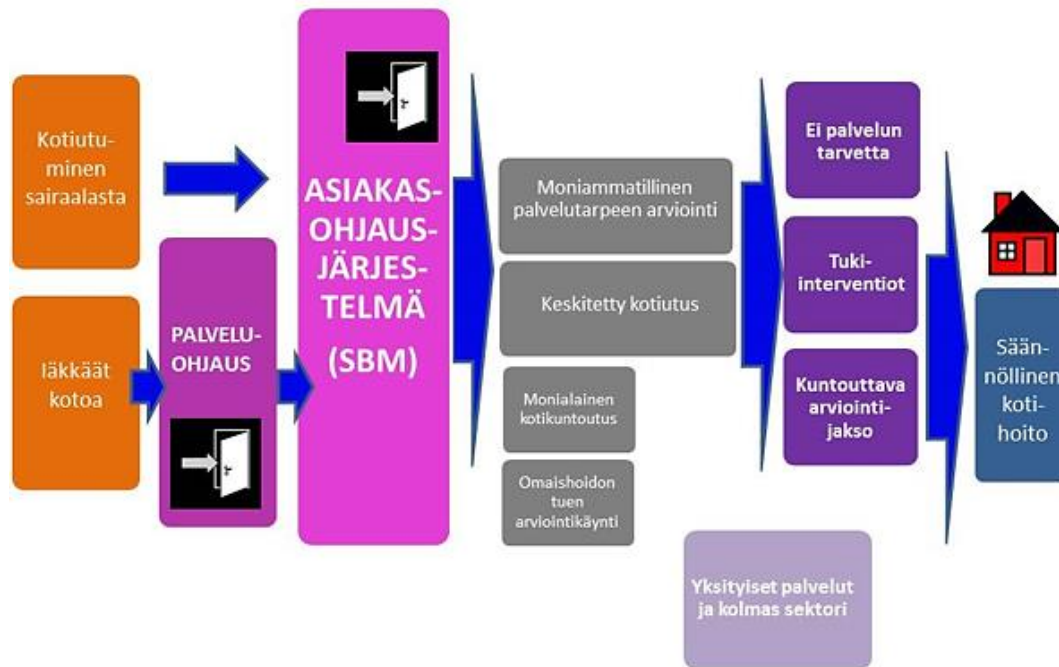 Kotiutu-
minen
sairaalasta
Iäkkäät
kotoa
PALVELU-
OHJAUS
ASIAKAS-
OHJAUS-
JÄRJES-
TELMÄ
(SBM)
Moniammatillinen
palvelutarpeen arviointi
Keskitetty kotiutus
Monialainen
kotikuntoutus
Omaishoidon
tuen
arviointikäynti
Ei palvelun
tarvetta
Tuki-
interventiot
Kuntouttava
arviointi-
jakso
Yksityiset palvelut
ja kolmas sektori
Sään-
nöllinen
koti-
hoito